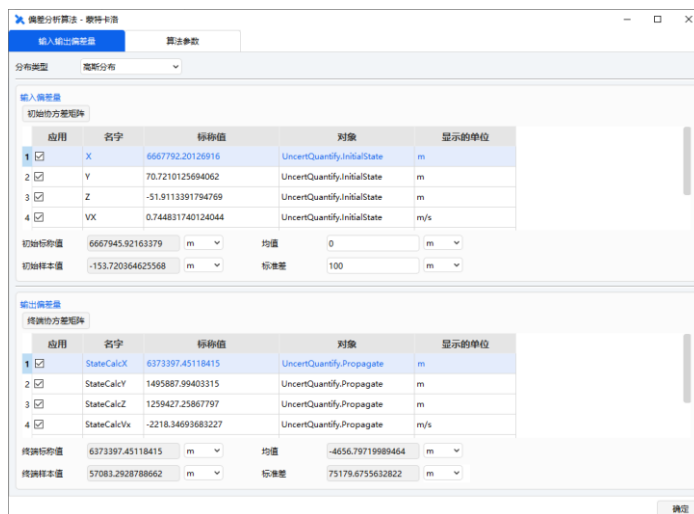 偏差分析算法 - 蒙特卡洛
输入输出偏差量 算法参数
分布类型 高斯分布
输入偏差量
初始协方差矩阵
应用 名字 标称值 对象 显示的单位
1 X 6667792.20126916 UncertQuantify.InitialState m
2 Y 70.7210125694062 UncertQuantify.InitialState m
3 Z -51.9113391794769 UncertQuantify.InitialState m
4 VX 0.744831740124044 UncertQuantify.InitialState m/s
初始标称值 6667945.92163379 m 均值 0 m
初始样本值 -153.720364625568 m 标准差 100 m
输出偏差量
终端协方差矩阵
应用 名字 标称值 对象 显示的单位
1 StateCalcX 6373397.45118415 UncertQuantify.Propagate m
2 StateCalcY 1495887.99403315 UncertQuantify.Propagate m
3 StateCalcZ 1259427.25867797 UncertQuantify.Propagate m
4 StateCalcVx -2218.34693683227 UncertQuantify.Propagate m/s
终端标称值 6373397.45118415 m 均值 -4656.79719989464 m
终端样本值 57083.2928788662 m 标准差 75179.6755632822 m
确定